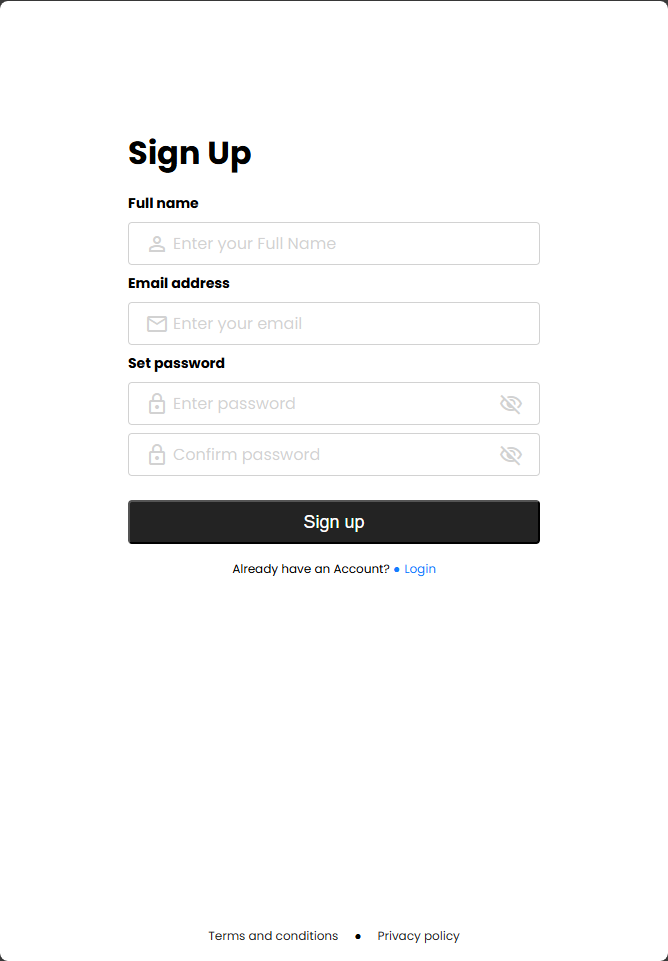 Sign Up
Full name
Enter your Full Name
Email address
Enter your email
Set password
Enter password
Confirm password
Sign up
Already have an Account? ● Login
Terms and conditions ● Privacy policy